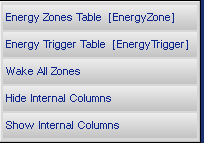 Energy Zones Table [EnergyZone]
Energy Trigger Table [EnergyTrigger]
Wake All Zones
Hide Internal Columns
Show Internal Columns